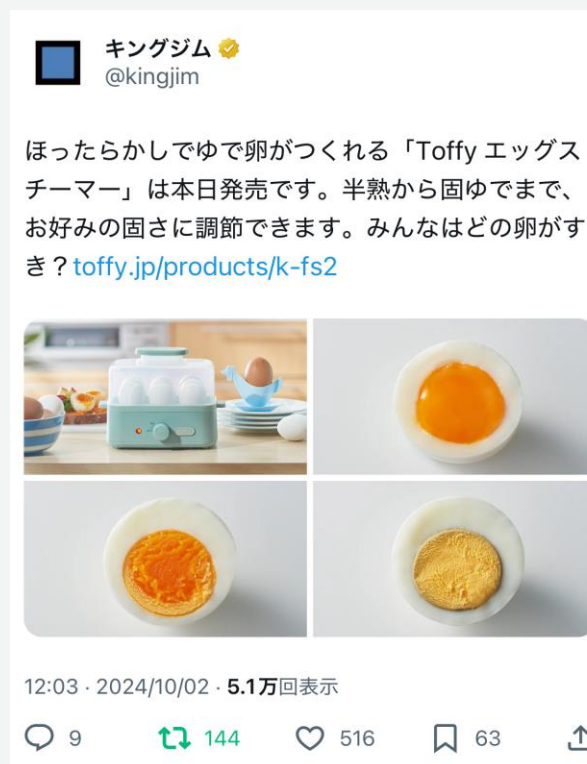 キングジム
@kingjim
ほったらかしでゆで卵がつくれる「Toffy エッグス
チーマー」は本日発売です。半熟から固ゆでまで、
お好みの固さに調節できます。みんなはどの卵がす
き？toffy.jp/products/k-fs2
12:03 · 2024/10/02 · 5.1万回表示
9 144 516 63